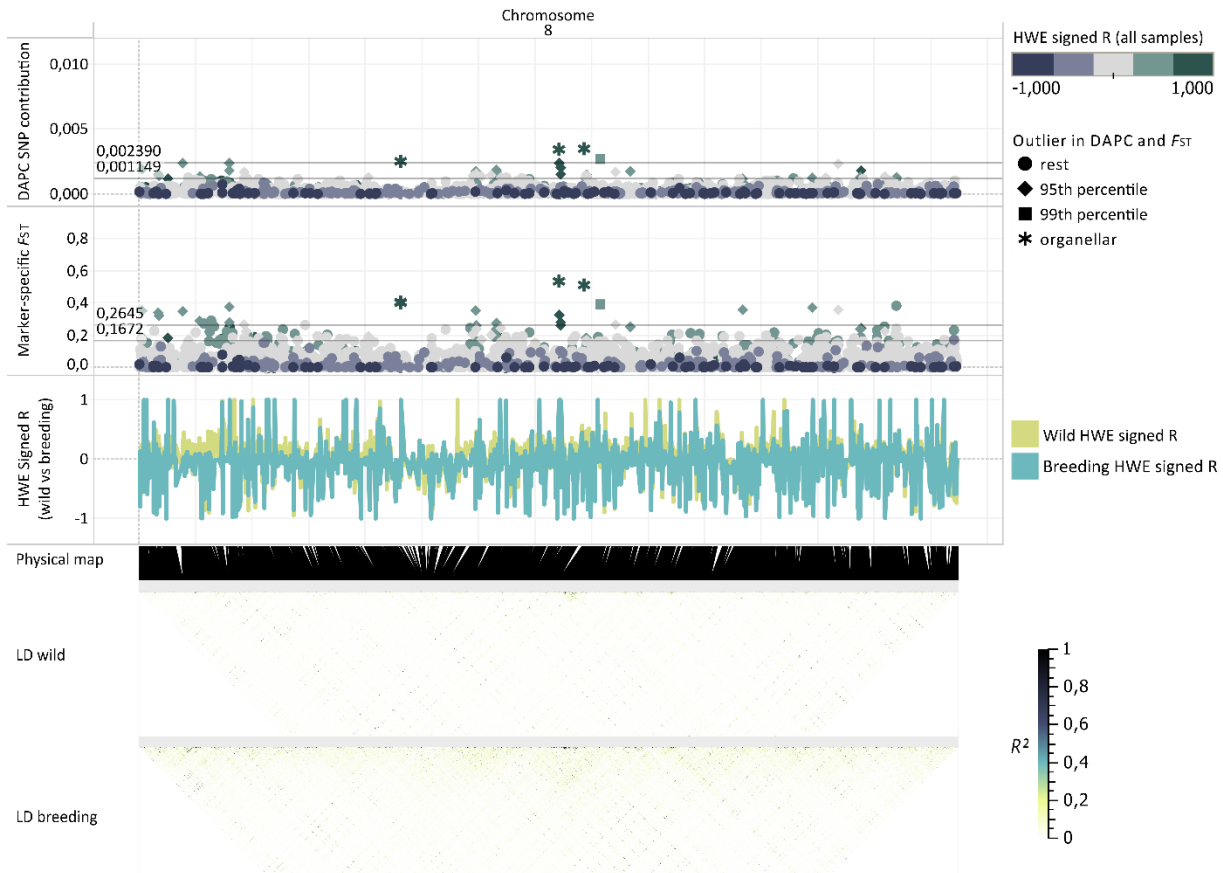 Chromosome
8
HWE signed R (all samples)
-1,000
1,000
DAPC SNP contribution
0,010
0,005
0,002390
0,001149
0,000
Outlier in DAPC and FST
rest
95th percentile
99th percentile
organellar
Marker-specific FST
0,8
0,6
0,4
0,2645
0,1672
0,2
0,0
HWE Signed R
(wild vs breeding)
1
0
-1
Wild HWE signed R
Breeding HWE signed R
Physical map
LD wild
LD breeding
R²
1
0,8
0,6
0,4
0,2
0